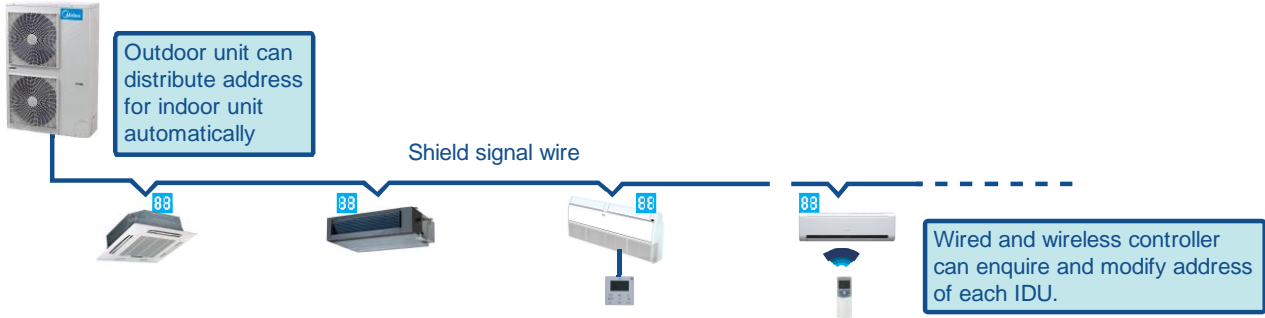 Midea
Outdoor unit can
distribute address
for indoor unit
automatically
Shield signal wire
88
88
88
88
Wired and wireless controller
can enquire and modify address
of each IDU.